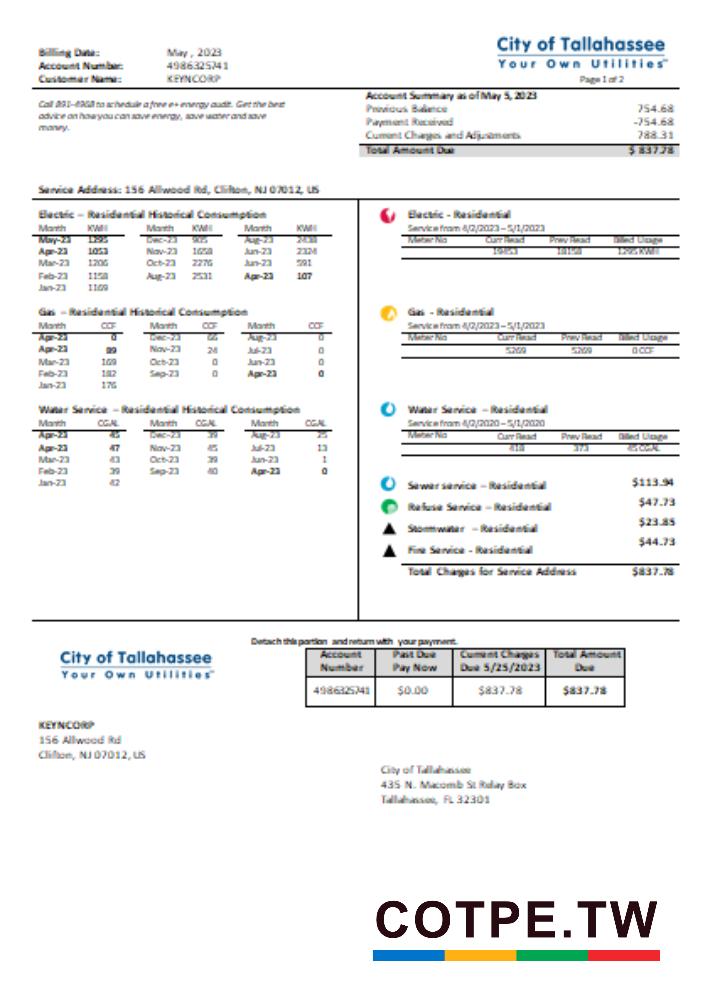 Billing Date: May , 2023
Account Number: 4986325741
Customer Name: KEYNCORP
City of Tallahassee
Your Own Utilities™
Page 1 of 2
Call 891-4968 to schedule a free e+ energy audit. Get the best
advice on how you can save energy, save water and save
money.
Account Summary as of May 5, 2023
Previous Balance 754.68
Payment Received -754.68
Current Charges and Adjustments 788.31
Total Amount Due $ 837.78
Service Address: 156 Allwood Rd, Clifton, NJ 07012, US
Electric – Residential Historical Consumption
Month KWH Month KWH Month KWH
May-23 1295 Dec-23 905 Aug-23 2438
Apr-23 1053 Nov-23 1658 Jun-23 2324
Mar-23 1206 Oct-23 2276 Jun-23 591
Feb-23 1158 Aug-23 2531 Apr-23 107
Jan-23 1169
Gas – Residential Historical Consumption
Month CCF Month CCF Month CCF
Apr-23 0 Dec-23 66 Aug-23 0
Apr-23 89 Nov-23 24 Jul-23 0
Mar-23 169 Oct-23 0 Jun-23 0
Feb-23 182 Sep-23 0 Apr-23 0
Jan-23 176
Water Service – Residential Historical Consumption
Month CGAL Month CGAL Month CGAL
Apr-23 45 Dec-23 39 Aug-23 25
Apr-23 47 Nov-23 45 Jul-23 13
Mar-23 43 Oct-23 39 Jun-23 1
Feb-23 39 Sep-23 40 Apr-23 0
Jan-23 42
Electric - Residential
Service from 4/2/2023 – 5/1/2023
Meter No Curr Read Prev Read Billed Usage
19453 18158 1295 KWH
Gas - Residential
Service from 4/2/2023 – 5/1/2023
Meter No Curr Read Prev Read Billed Usage
5269 5269 0 CCF
Water Service – Residential
Service from 4/2/2020 – 5/1/2020
Meter No Curr Read Prev Read Billed Usage
418 373 45 CGAL
Sewer service – Residential $113.94
Refuse Service – Residential $47.73
Stormwater – Residential $23.85
Fire Service - Residential $44.73
Total Charges for Service Address $837.78
Detach this portion and return with your payment.
City of Tallahassee
Your Own Utilities™
Account Number Past Due Pay Now Current Charges Due 5/25/2023 Total Amount Due
4986325741 $0.00 $837.78 $837.78
KEYNCORP
156 Allwood Rd
Clifton, NJ 07012, US
City of Tallahassee
435 N. Macomb St Relay Box
Tallahassee, FL 32301
COTPE.TW